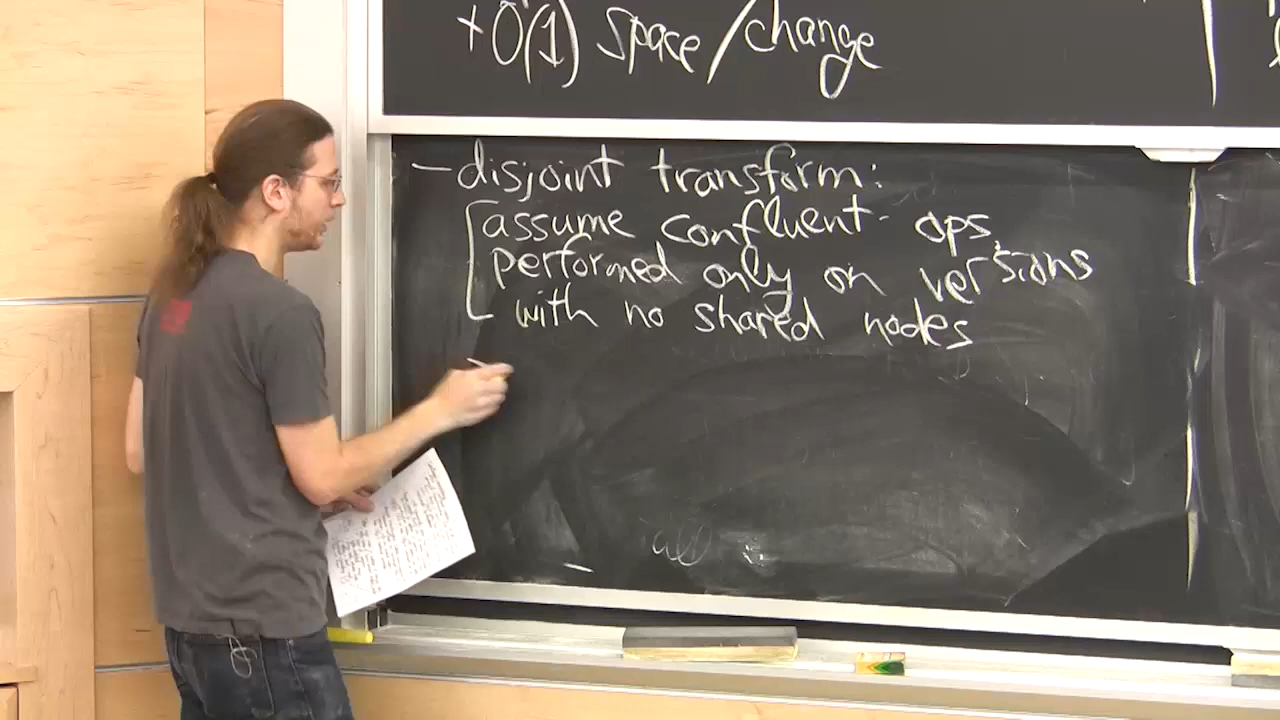 + O(1) space/change
- disjoint transform:
assume confluent ops
performed only on versions
with no shared nodes